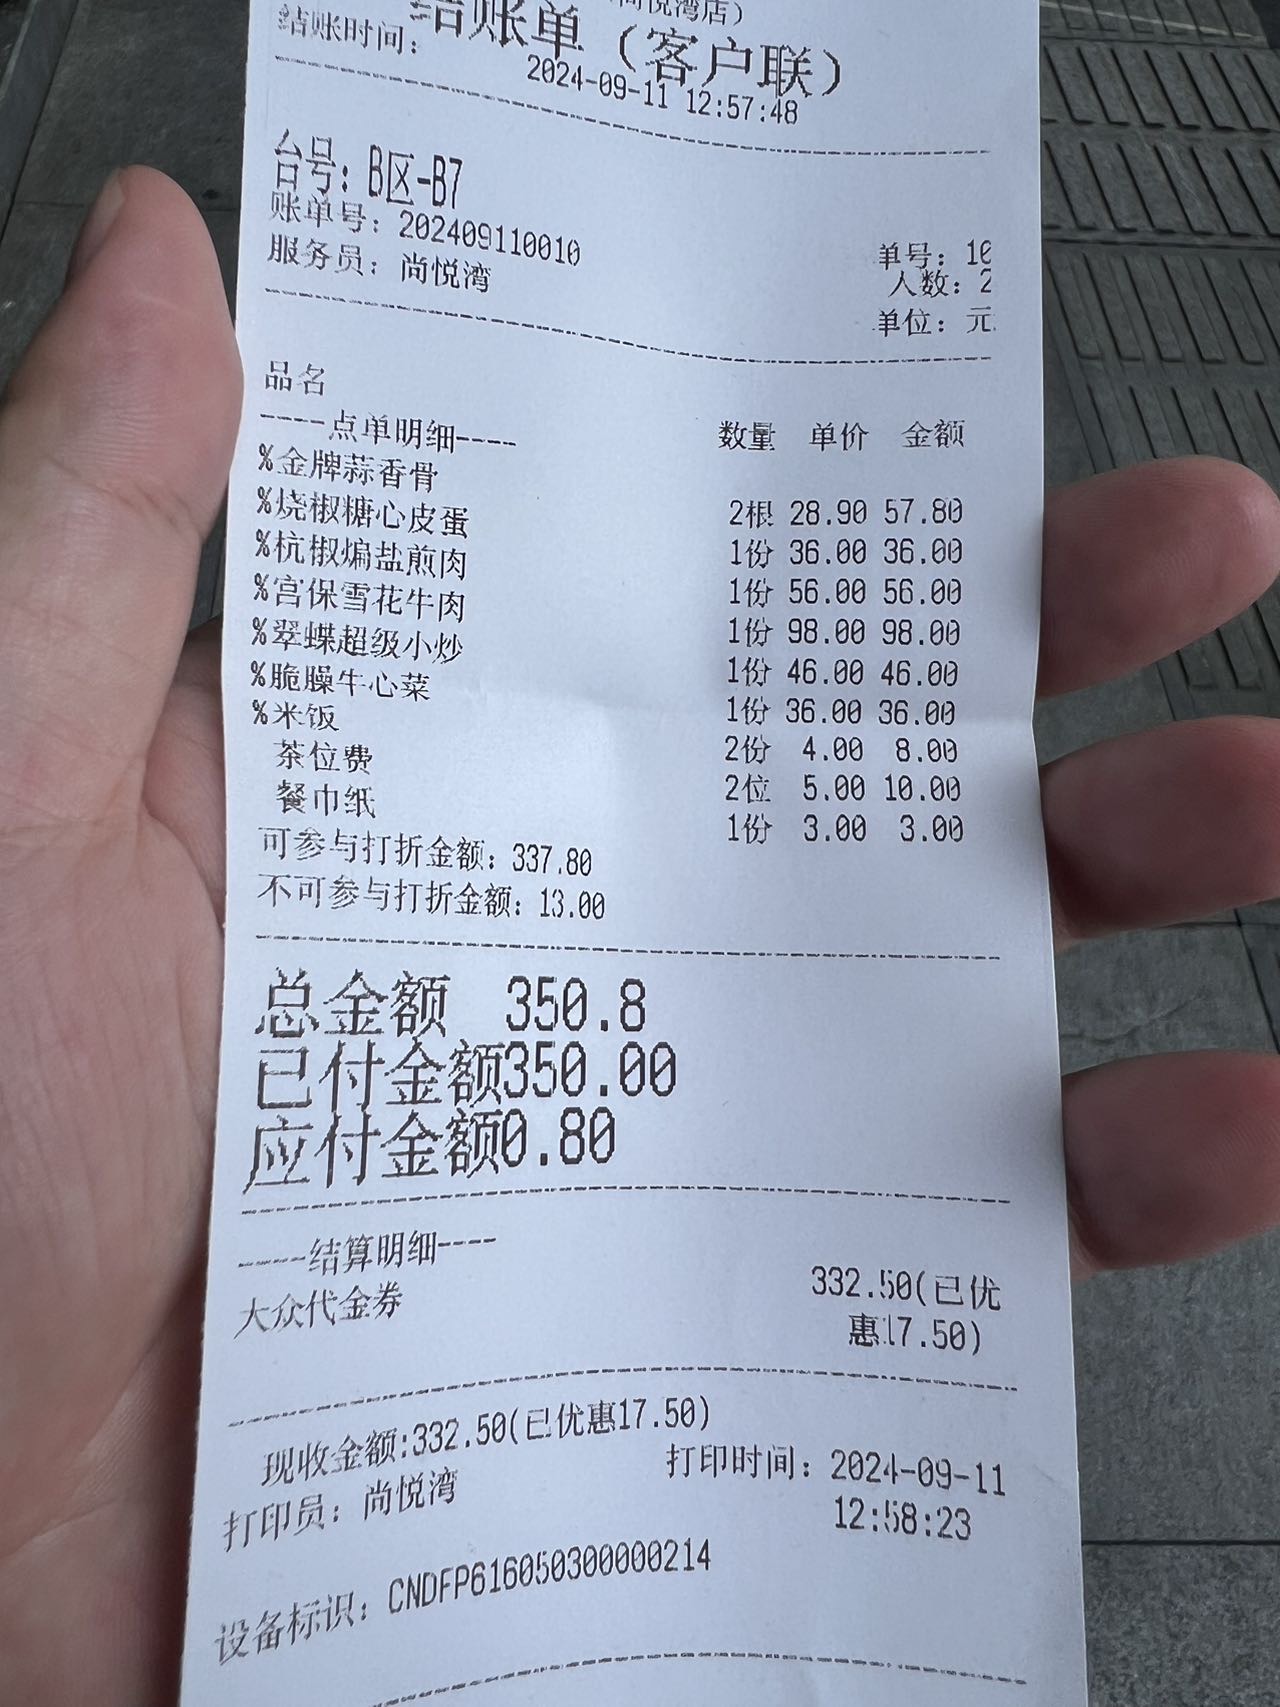 尚悦湾店）
结账单（客户联）
结账时间：
2024-09-11 12:57:48
台号：B区-B7
账单号：202409110010
单号：10
服务员：尚悦湾
人数：2
单位：元
品名 数量 单价 金额
----点单明细----
%金牌蒜香骨 2根 28.90 57.80
%烧椒糖心皮蛋 1份 36.00 36.00
%杭椒煸盐煎肉 1份 56.00 56.00
%宫保雪花牛肉 1份 98.00 98.00
%翠蝶超级小炒 1份 46.00 46.00
%脆臊牛心菜 1份 36.00 36.00
%米饭 2份 4.00 8.00
茶位费 2位 5.00 10.00
餐巾纸 1份 3.00 3.00
可参与打折金额：337.80
不可参与打折金额：13.00
总金额 350.8
已付金额350.00
应付金额0.80
----结算明细----
大众代金券 332.50(已优
惠17.50)
现收金额:332.50(已优惠17.50)
打印员：尚悦湾 打印时间：2024-09-11
12:58:23
设备标识：CNDFP616050300000214